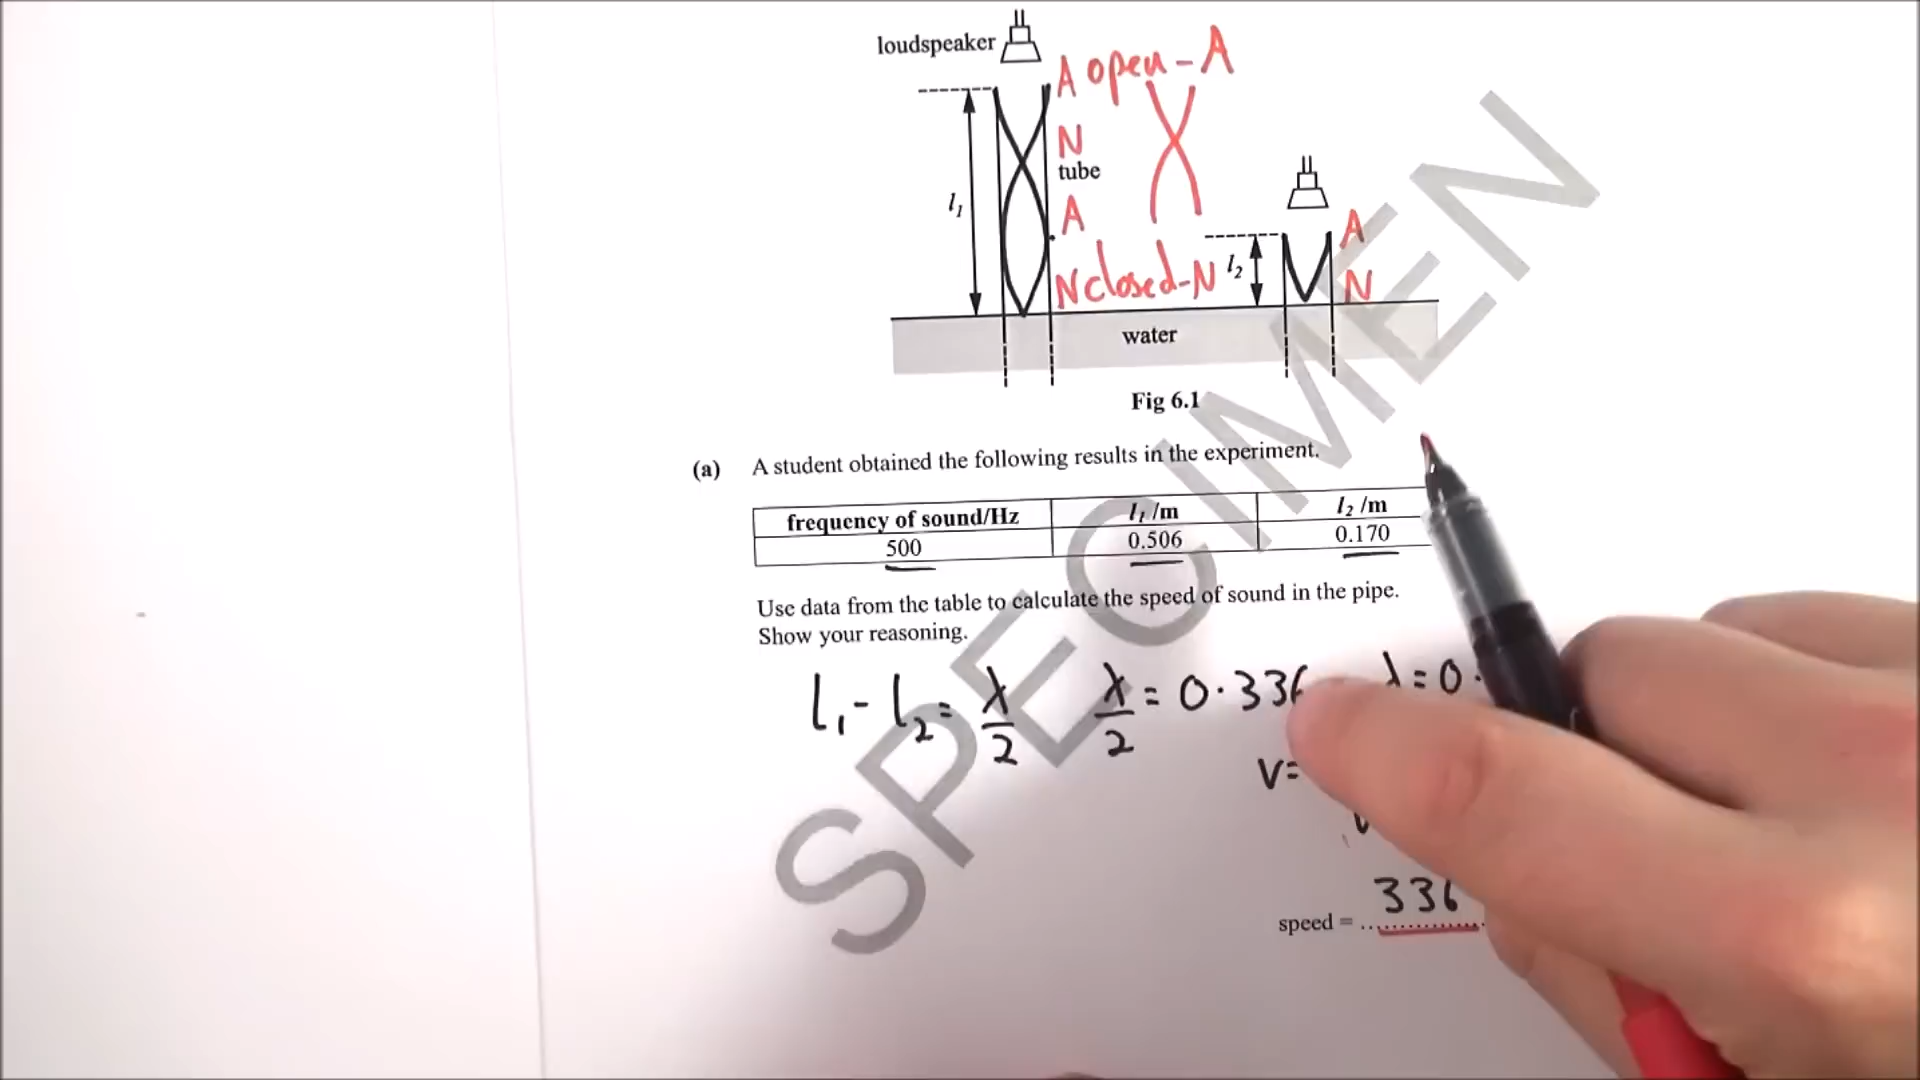 loudspeaker
A open - A
N
tube
l1
A
A
N closed - N
l2
N
water
Fig 6.1
(a) A student obtained the following results in the experiment.
frequency of sound/Hz l1 /m l2 /m
500 0.506 0.170
Use data from the table to calculate the speed of sound in the pipe.
Show your reasoning.
l1 - l2 = λ/2 λ/2 = 0.336 λ = 0.
v=
336
speed =
SPECIMEN